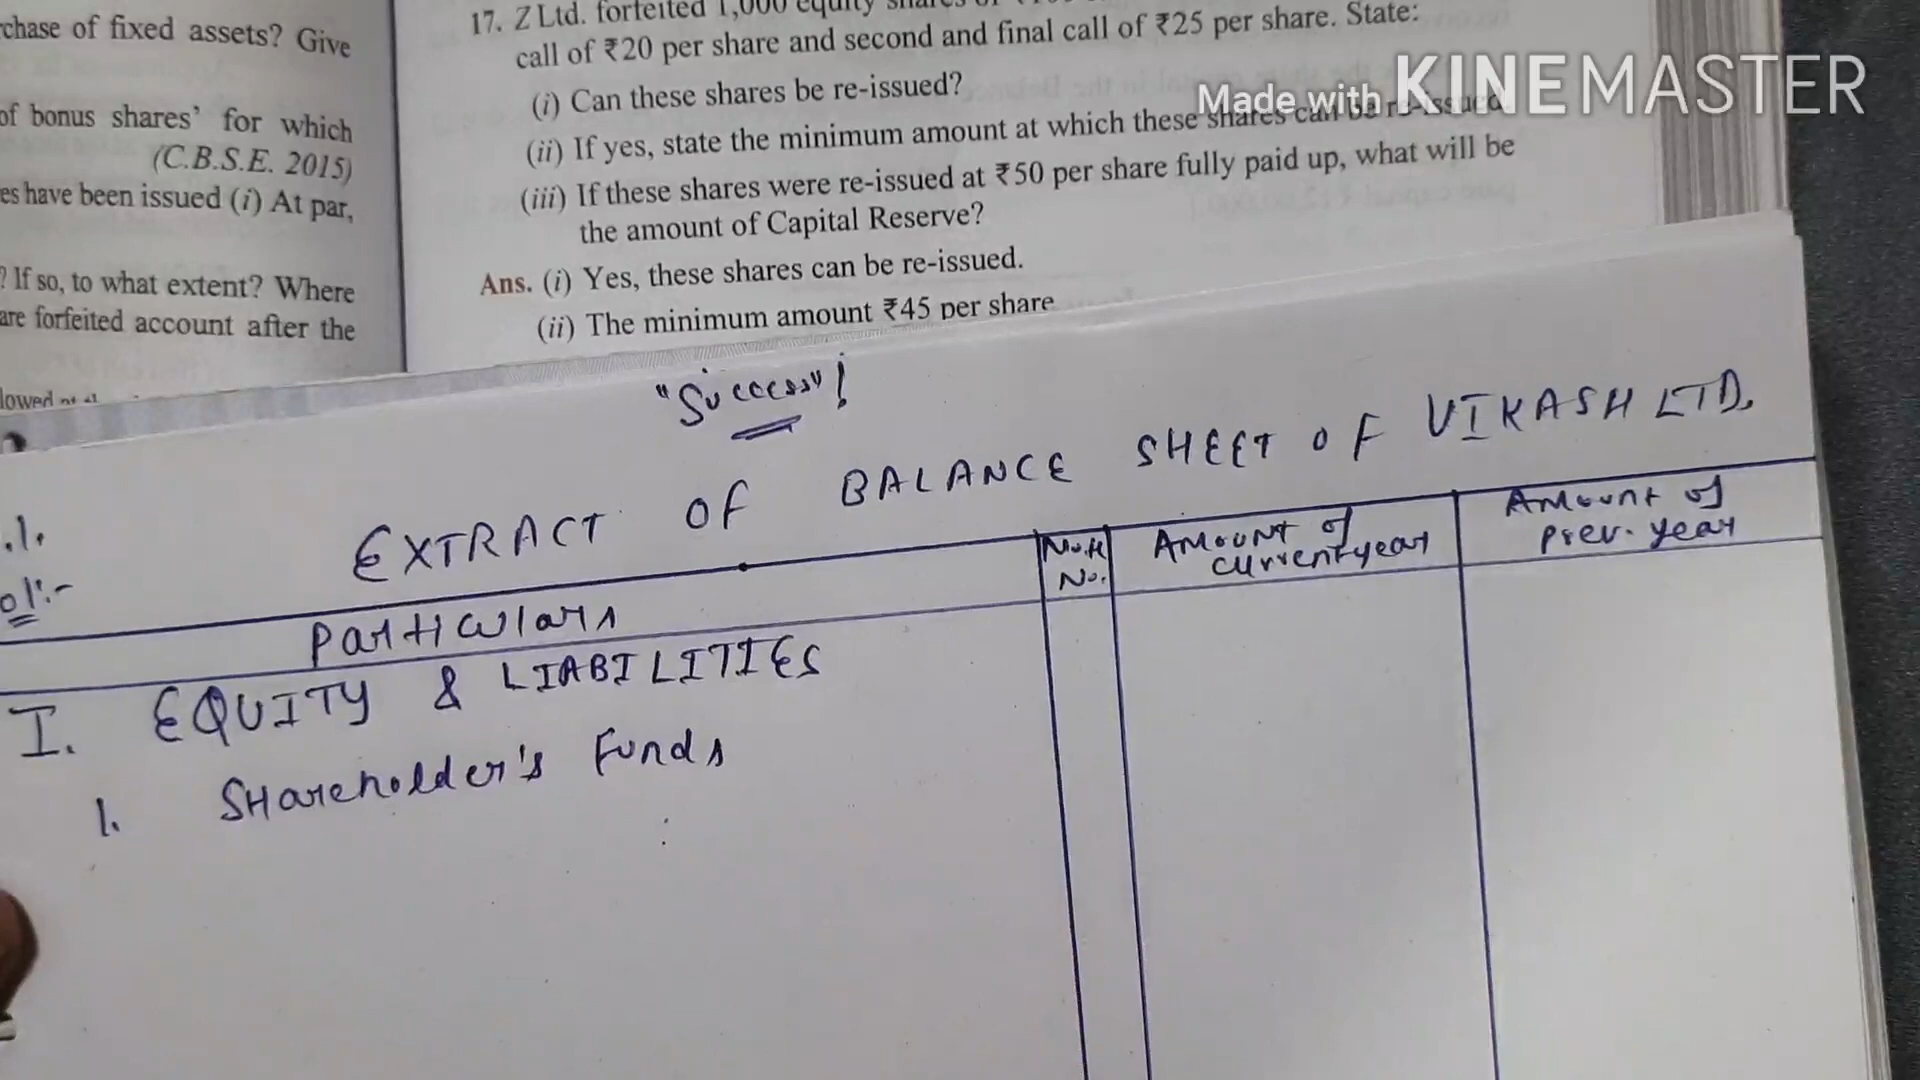 chase of fixed assets? Give
of bonus shares' for which
(C.B.S.E. 2015)
es have been issued (i) At par,
? If so, to what extent? Where
are forfeited account after the
lowed
17. Z Ltd. forfeited 1,000 equity shares of
call of ₹20 per share and second and final call of ₹25 per share. State:
(i) Can these shares be re-issued?
(ii) If yes, state the minimum amount at which these shares can be re-issued
(iii) If these shares were re-issued at ₹50 per share fully paid up, what will be
the amount of Capital Reserve?
Ans. (i) Yes, these shares can be re-issued.
(ii) The minimum amount ₹45 per share
Made with KINEMASTER
"Success"!
EXTRACT OF BALANCE SHEET OF VIKASH LTD.
Particulars
Note No.
Amount of current year
Amount of prev. year
I. EQUITY & LIABILITIES
1. Shareholder's Funds